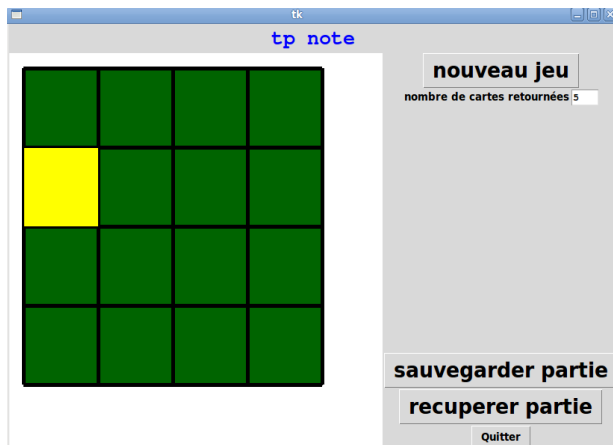 tk
tp note
nouveau jeu
nombre de cartes retournées 5
sauvegarder partie
recuperer partie
Quitter